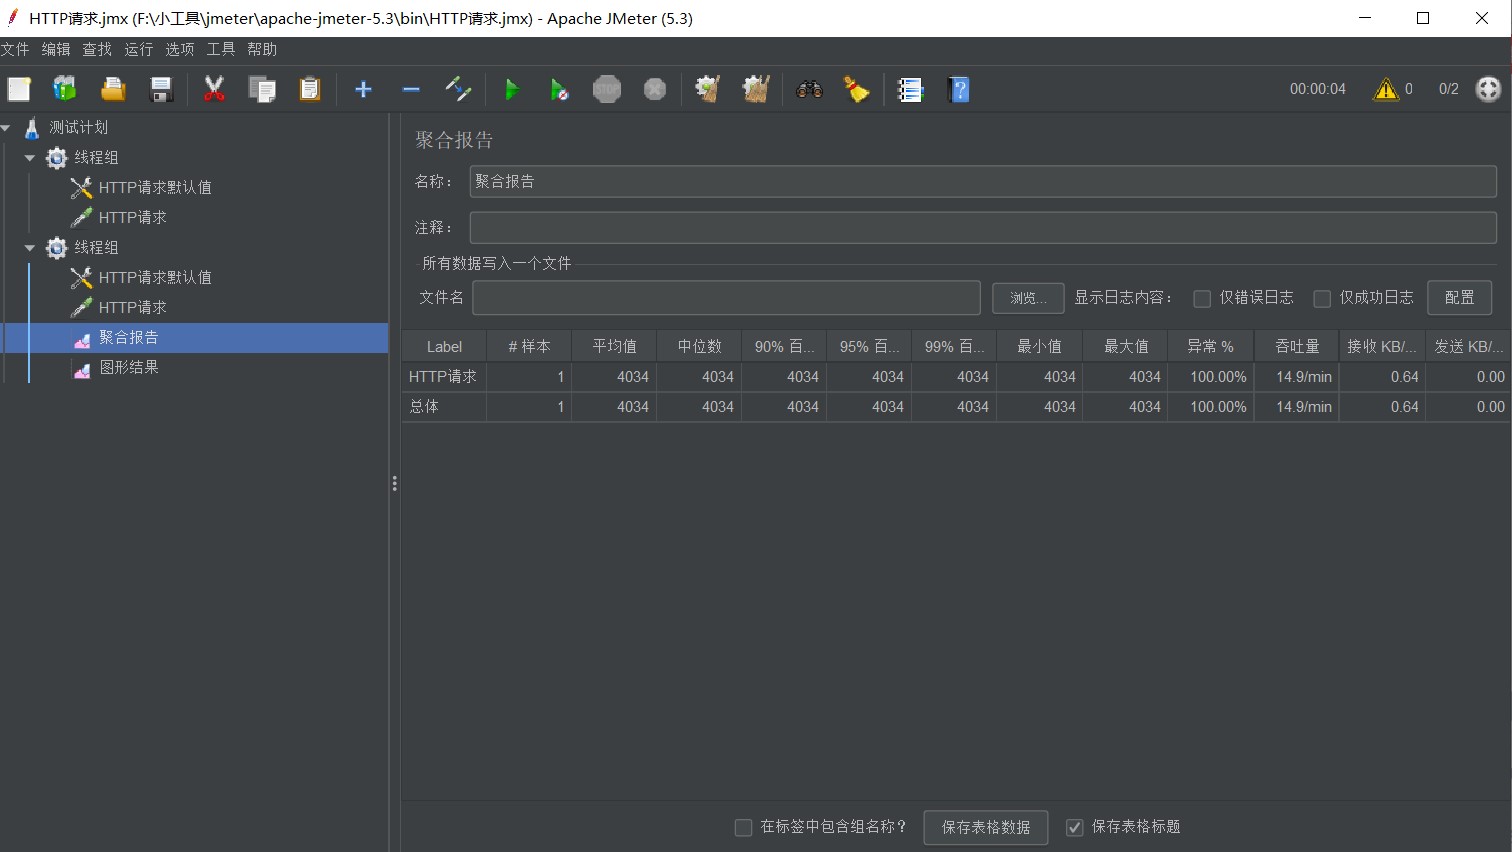 HTTP请求.jmx (F:\小工具\jmeter\apache-jmeter-5.3\bin\HTTP请求.jmx) - Apache JMeter (5.3)
文件 编辑 查找 运行 选项 工具 帮助
STOP
00:00:04 0 0/2
测试计划
线程组
HTTP请求默认值
HTTP请求
线程组
HTTP请求默认值
HTTP请求
聚合报告
图形结果
聚合报告
名称： 聚合报告
注释：
所有数据写入一个文件
文件名 浏览... 显示日志内容： 仅错误日志 仅成功日志 配置
Label # 样本 平均值 中位数 90% 百... 95% 百... 99% 百... 最小值 最大值 异常 % 吞吐量 接收 KB/... 发送 KB/...
HTTP请求 1 4034 4034 4034 4034 4034 4034 4034 100.00% 14.9/min 0.64 0.00
总体 1 4034 4034 4034 4034 4034 4034 4034 100.00% 14.9/min 0.64 0.00
在标签中包含组名称？ 保存表格数据 保存表格标题